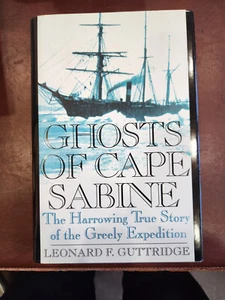 GHOSTS
OF CAPE
SABINE
The Harrowing True Story
of the Greely Expedition
LEONARD F. GUTTRIDGE